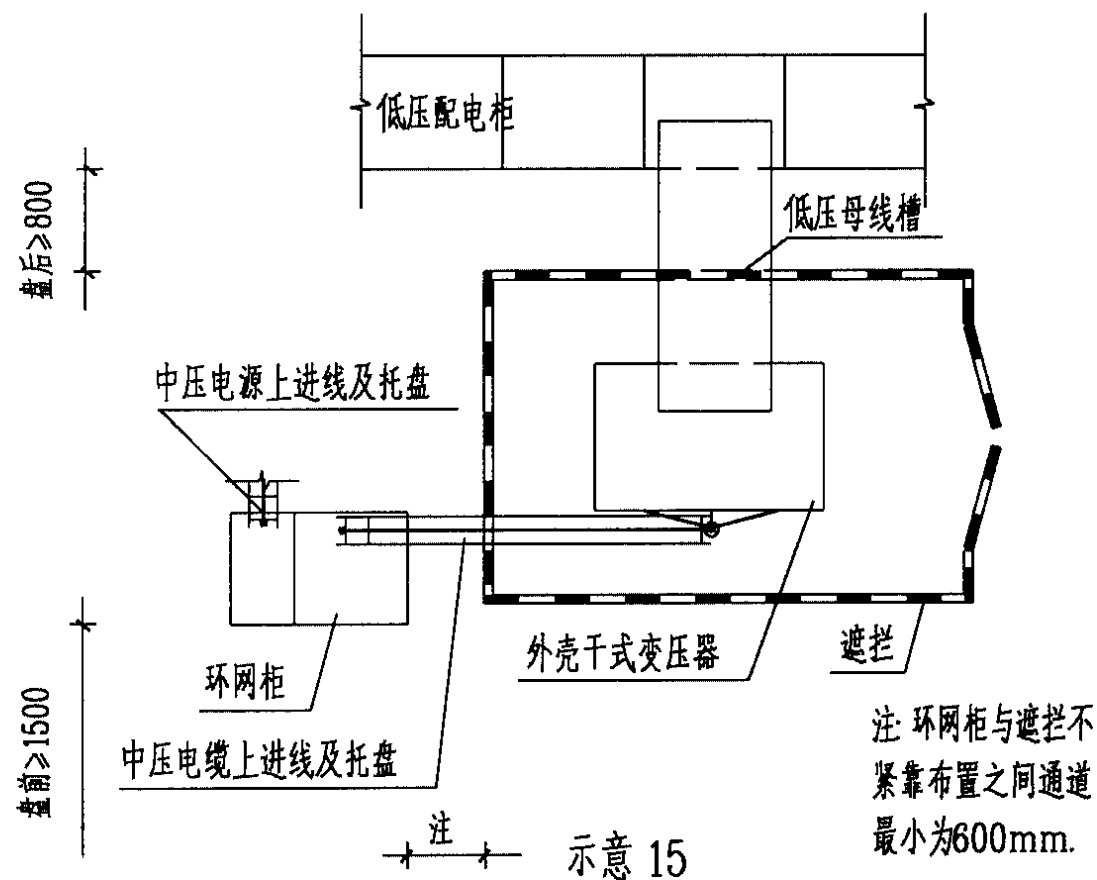 低压配电柜
盘后≥800
低压母线槽
中压电源上进线及托盘
环网柜
外壳干式变压器
遮拦
中压电缆上进线及托盘
盘前≥1500
注
示意 15
注: 环网柜与遮拦不
紧靠布置之间通道
最小为600mm.